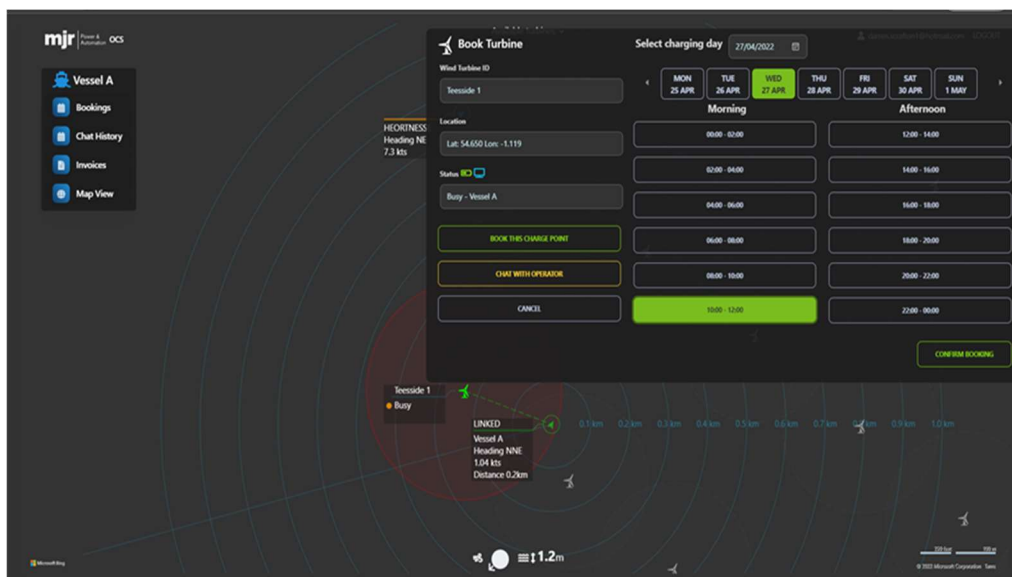 mjr Power & Automation OCS
LOGOUT
Vessel A
Bookings
Chat History
Invoices
Map View
HEORTNESS
Heading NE
7.3 kts
Book Turbine
Wind Turbine ID
Teesside 1
Location
Lat: 54.650 Lon: -1.119
Status
Busy - Vessel A
BOOK THIS CHARGE POINT
CHAT WITH OPERATOR
CANCEL
Select charging day 27/04/2022
MON TUE WED THU FRI SAT SUN
25 APR 26 APR 27 APR 28 APR 29 APR 30 APR 1 MAY
Morning Afternoon
00:00 - 02:00 12:00 - 14:00
02:00 - 04:00 14:00 - 16:00
04:00 - 06:00 16:00 - 18:00
06:00 - 08:00 18:00 - 20:00
08:00 - 10:00 20:00 - 22:00
10:00 - 12:00 22:00 - 00:00
CONFIRM BOOKING
Teesside 1
Busy
LINKED
Vessel A
Heading NNE
1.04 kts
Distance 0.2km
0.1 km 0.2 km 0.3 km 0.4 km 0.5 km 0.6 km 0.7 km 0.8 km 0.9 km 1.0 km
1.2m
Microsoft Bing
© 2022 Microsoft Corporation Terms